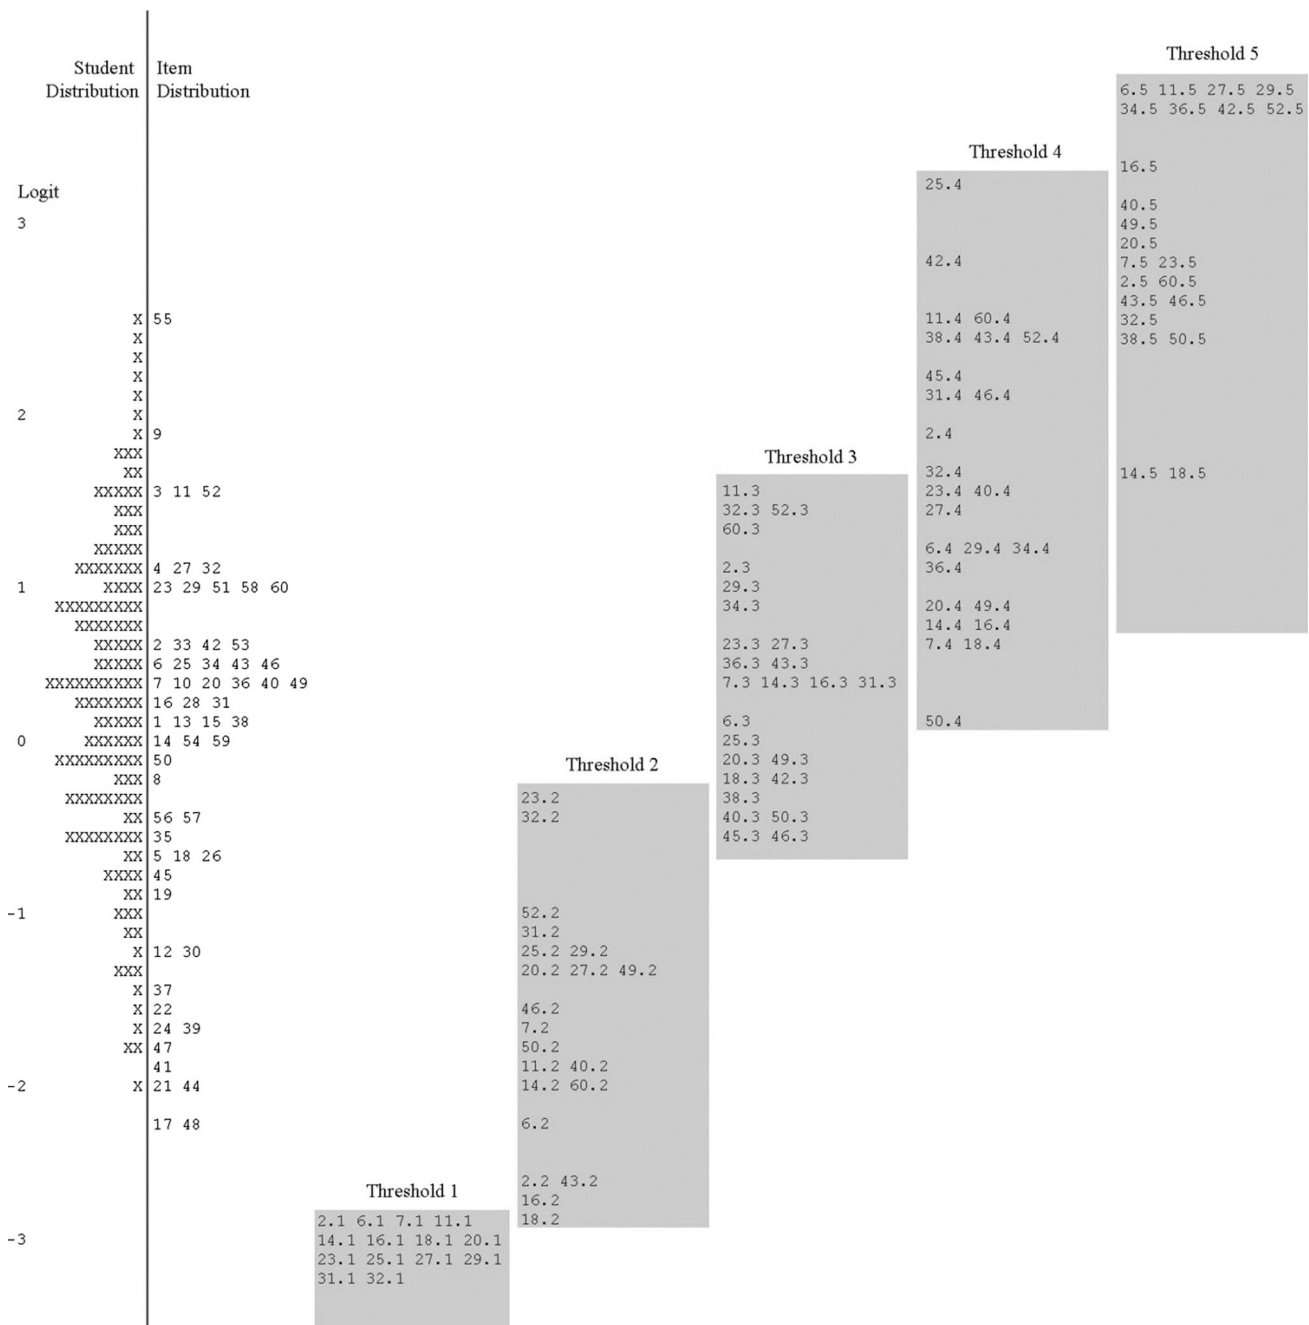 Student Distribution
Item Distribution
Logit
3
X 55
X
X
X
X
2 X
X 9
XXX
XX
XXXXX 3 11 52
XXX
XXX
XXXXX
XXXXXXX 4 27 32
1 XXXX 23 29 51 58 60
XXXXXXXXX
XXXXXXX
XXXXX 2 33 42 53
XXXXX 6 25 34 43 46
XXXXXXXXXX 7 10 20 36 40 49
XXXXXXX 16 28 31
XXXXX 1 13 15 38
0 XXXXXX 14 54 59
XXXXXXXXX 50
XXX 8
XXXXXXXX
XX 56 57
XXXXXXXX 35
XX 5 18 26
XXXX 45
XX 19
-1 XXX
XX
X 12 30
XXX
X 37
X 22
X 24 39
XX 47
41
-2 X 21 44
17 48
-3
Threshold 1
2.1 6.1 7.1 11.1
14.1 16.1 18.1 20.1
23.1 25.1 27.1 29.1
31.1 32.1
Threshold 2
23.2
32.2
52.2
31.2
25.2 29.2
20.2 27.2 49.2
46.2
7.2
50.2
11.2 40.2
14.2 60.2
6.2
2.2 43.2
16.2
18.2
Threshold 3
11.3
32.3 52.3
60.3
2.3
29.3
34.3
23.3 27.3
36.3 43.3
7.3 14.3 16.3 31.3
6.3
25.3
20.3 49.3
18.3 42.3
38.3
40.3 50.3
45.3 46.3
Threshold 4
25.4
42.4
11.4 60.4
38.4 43.4 52.4
45.4
31.4 46.4
2.4
32.4
23.4 40.4
27.4
6.4 29.4 34.4
36.4
20.4 49.4
14.4 16.4
7.4 18.4
50.4
Threshold 5
6.5 11.5 27.5 29.5
34.5 36.5 42.5 52.5
16.5
40.5
49.5
20.5
7.5 23.5
2.5 60.5
43.5 46.5
32.5
38.5 50.5
14.5 18.5